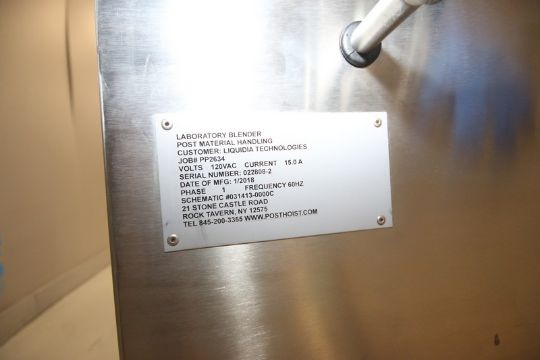 LABORATORY BLENDER
POST MATERIAL HANDLING
CUSTOMER: LIQUIDIA TECHNOLOGIES
JOB# PP2634
VOLTS 120VAC CURRENT 15.0 A
SERIAL NUMBER: 022808-2
DATE OF MFG: 1/2018
PHASE 1 FREQUENCY 60HZ
SCHEMATIC #031413-0000C
21 STONE CASTLE ROAD
ROCK TAVERN, NY 12575
TEL 845-200-3355 WWW.POSTHOIST.COM